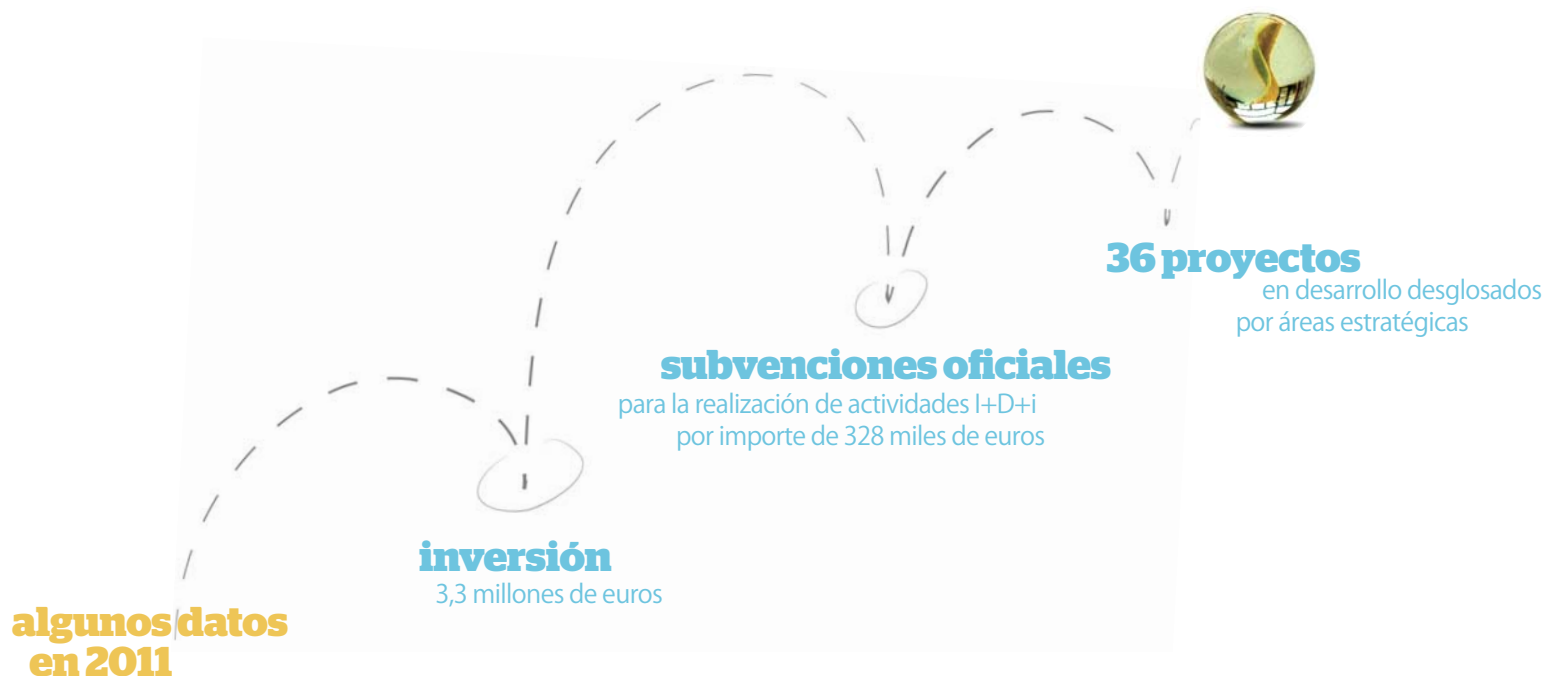 algunos datos
en 2011
inversión
3,3 millones de euros
subvenciones oficiales
para la realización de actividades I+D+i
por importe de 328 miles de euros
36 proyectos
en desarrollo desglosados
por áreas estratégicas